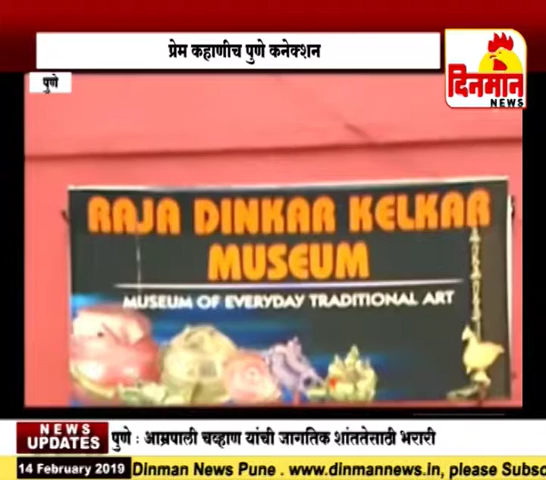 प्रेम कहाणीच पुणे कनेक्शन
दिनमान
NEWS
पुणे
RAJA DINKAR KELKAR
MUSEUM
MUSEUM OF EVERYDAY TRADITIONAL ART
NEWS
UPDATES
पुणे : आम्रपाली चव्हाण यांची जागतिक शांततेसाठी भरारी
14 February 2019
Dinman News Pune . www.dinmannews.in, please Subsc